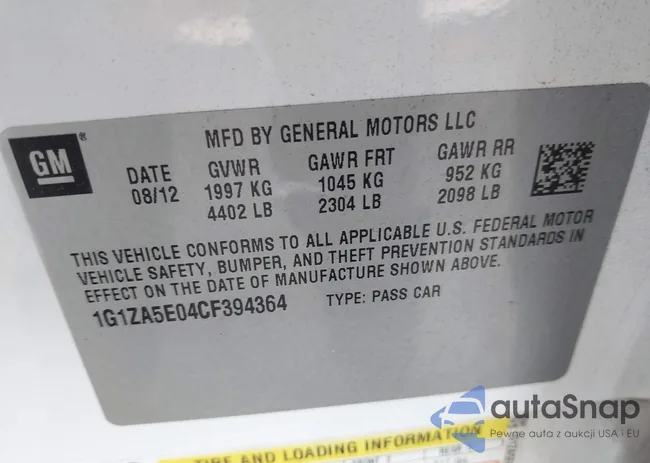 GM®
MFD BY GENERAL MOTORS LLC
DATE GVWR GAWR FRT GAWR RR
08/12 1997 KG 1045 KG 952 KG
4402 LB 2304 LB 2098 LB
THIS VEHICLE CONFORMS TO ALL APPLICABLE U.S. FEDERAL MOTOR
VEHICLE SAFETY, BUMPER, AND THEFT PREVENTION STANDARDS IN
EFFECT ON THE DATE OF MANUFACTURE SHOWN ABOVE.
1G1ZA5E04CF394364 TYPE: PASS CAR
autaSnap
Pewne auta z aukcji USA i EU
TIRE AND LOADING INFORMATION